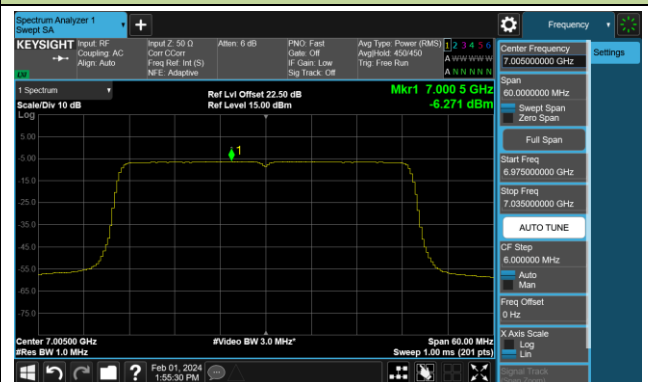 Spectrum Analyzer 1
Swept SA
+
Frequency
KEYSIGHT
Input: RF
Coupling: AC
Align: Auto
Input Z: 50 Ω
Corr CCorr
Freq Ref: Int (S)
NFE: Adaptive
Atten: 6 dB
PNO: Fast
Gate: Off
IF Gain: Low
Sig Track: Off
Avg Type: Power (RMS)
Avg|Hold: 450/450
Trig: Free Run
1 2 3 4 5 6
A W W W W W
A N N N N N
LXI
1 Spectrum
Scale/Div 10 dB
Log
Ref Lvl Offset 22.50 dB
Ref Level 15.00 dBm
Mkr1 7.000 5 GHz
-6.271 dBm
1
5.00
-5.00
-15.0
-25.0
-35.0
-45.0
-55.0
-65.0
-75.0
Center 7.00500 GHz
#Res BW 1.0 MHz
#Video BW 3.0 MHz*
Span 60.00 MHz
Sweep 1.00 ms (201 pts)
Feb 01, 2024
1:55:30 PM
?
Center Frequency
7.005000000 GHz
Settings
Span
60.0000000 MHz
Swept Span
Zero Span
Full Span
Start Freq
6.975000000 GHz
Stop Freq
7.035000000 GHz
AUTO TUNE
CF Step
6.000000 MHz
Auto
Man
Freq Offset
0 Hz
X Axis Scale
Log
Lin
Signal Track